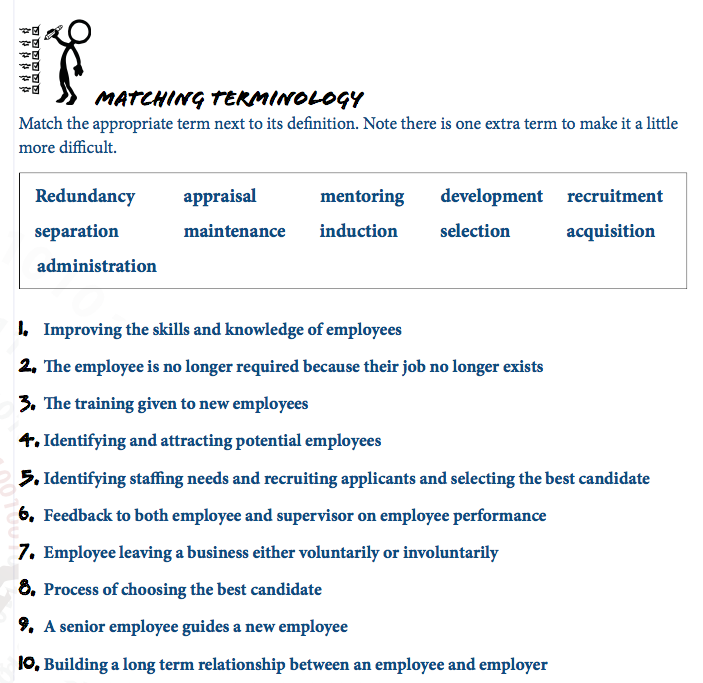 MATCHING TERMINOLOGY
Match the appropriate term next to its definition. Note there is one extra term to make it a little
more difficult.
Redundancy appraisal mentoring development recruitment
separation maintenance induction selection acquisition
administration
1. Improving the skills and knowledge of employees
2. The employee is no longer required because their job no longer exists
3. The training given to new employees
4. Identifying and attracting potential employees
5. Identifying staffing needs and recruiting applicants and selecting the best candidate
6. Feedback to both employee and supervisor on employee performance
7. Employee leaving a business either voluntarily or involuntarily
8. Process of choosing the best candidate
9. A senior employee guides a new employee
10. Building a long term relationship between an employee and employer